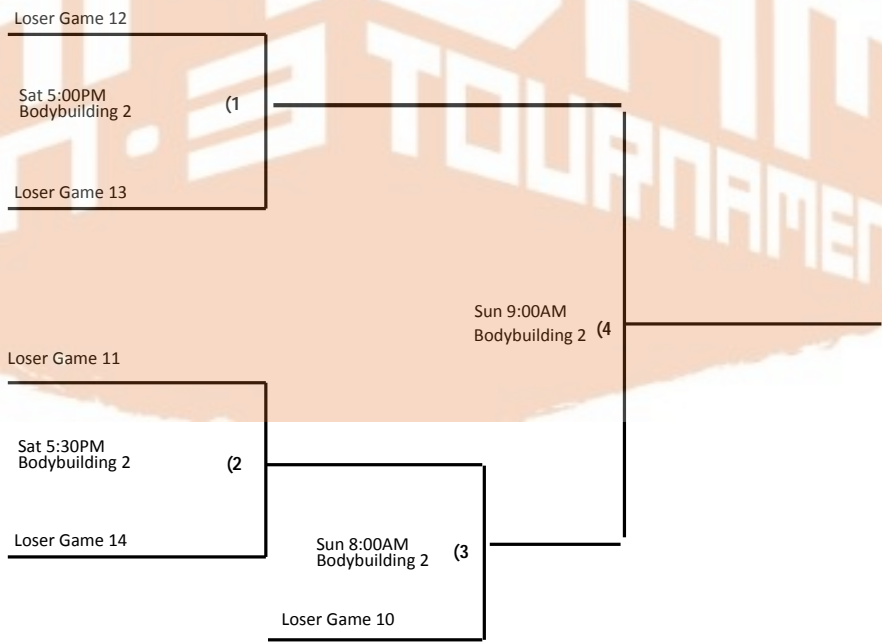 Loser Game 12
Sat 5:00PM
Bodybuilding 2
(1
Loser Game 13
TOURNAMEN
Sun 9:00AM
Bodybuilding 2
(4
Loser Game 11
Sat 5:30PM
Bodybuilding 2
(2
Loser Game 14
Sun 8:00AM
Bodybuilding 2
(3
Loser Game 10